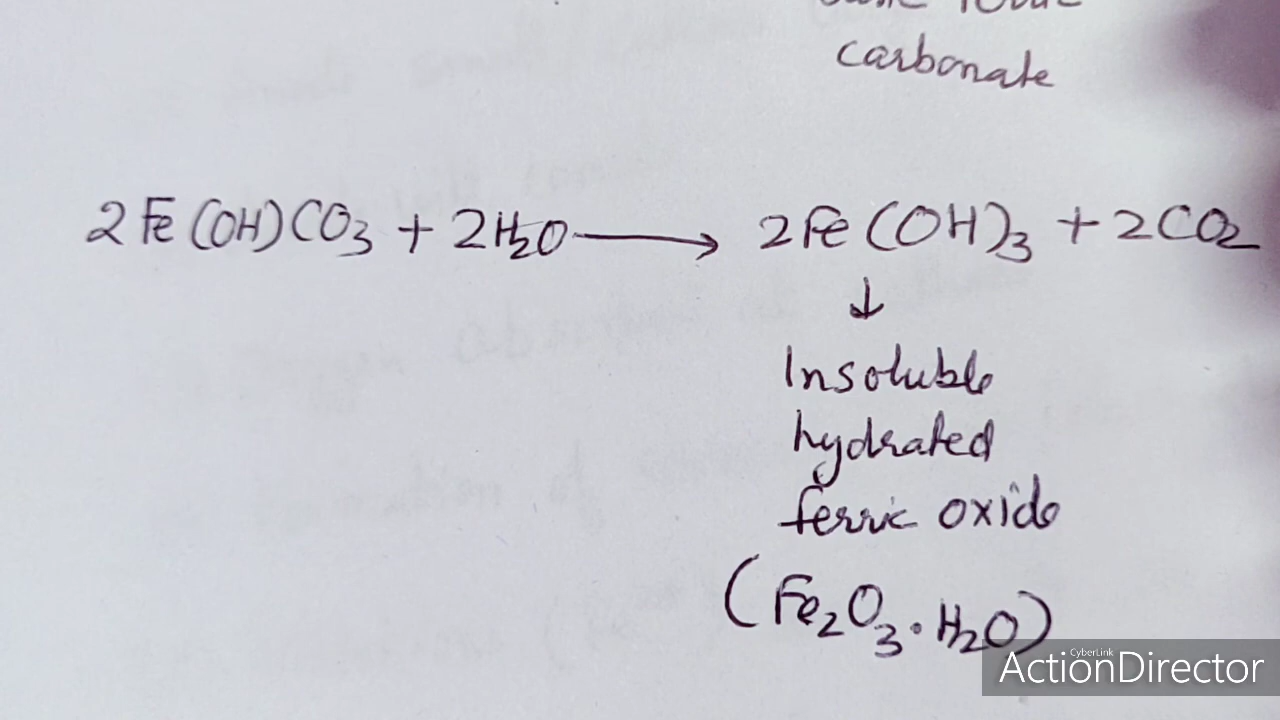 carbonate
2Fe(OH)CO3 + 2H2O → 2Fe(OH)3 + 2CO2
↓
Insoluble
hydrated
ferric oxide
(Fe2O3.H2O)
CyberLink
ActionDirector